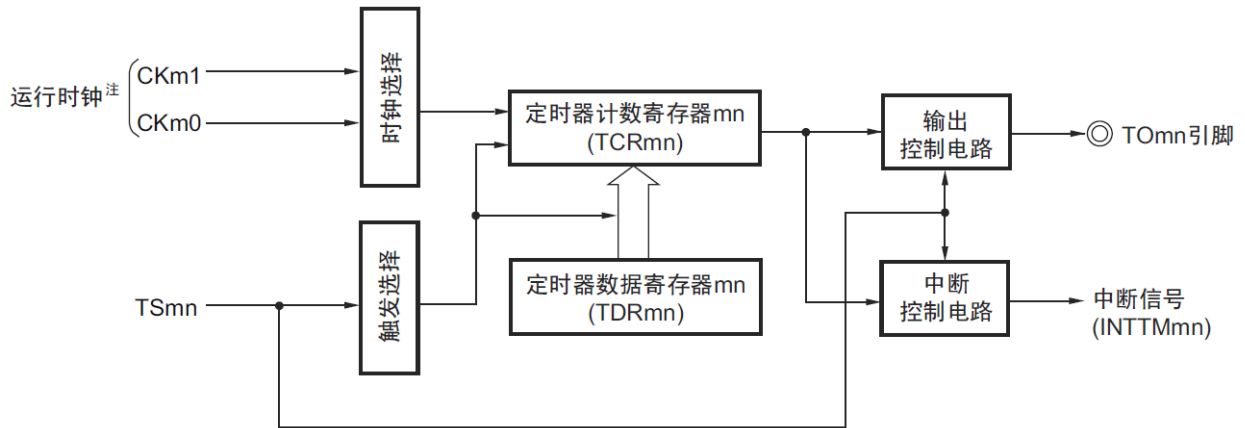 运行时钟注
CKm1
CKm0
时钟选择
定时器计数寄存器mn
(TCRmn)
输出
控制电路
TOmn引脚
TSmn
触发选择
定时器数据寄存器mn
(TDRmn)
中断
控制电路
中断信号
(INTTMmn)